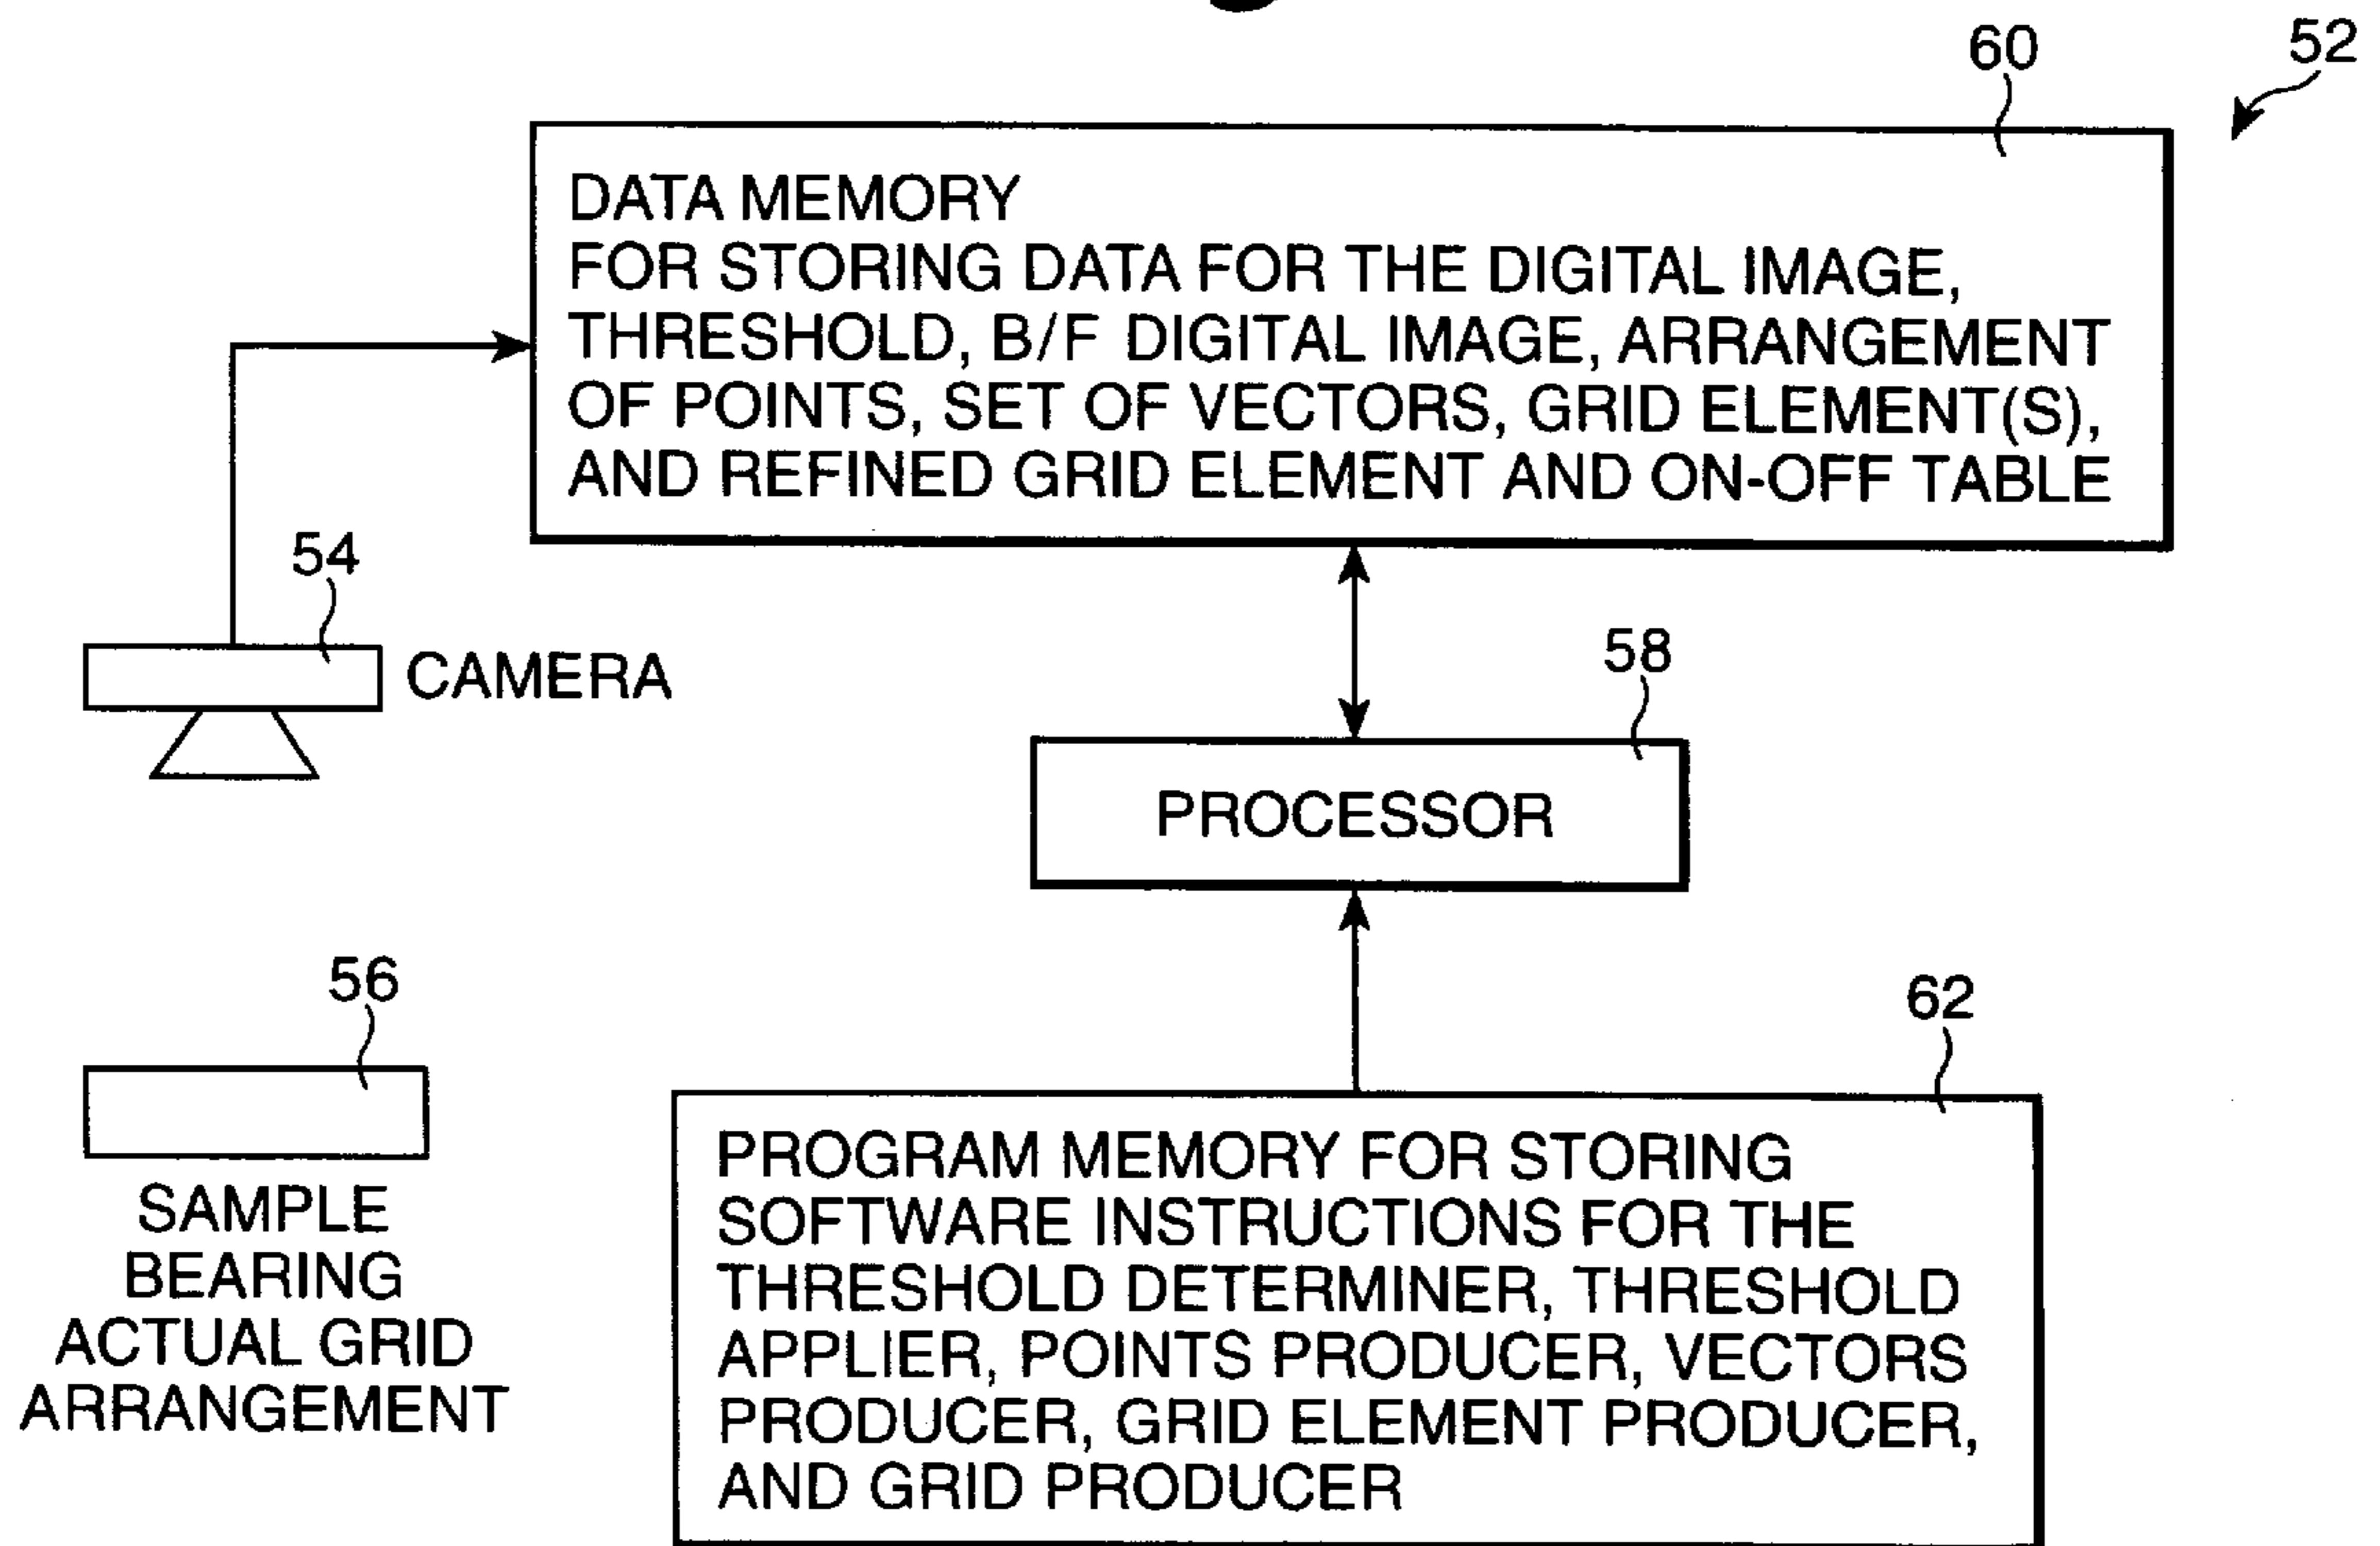 60
52
DATA MEMORY
FOR STORING DATA FOR THE DIGITAL IMAGE,
THRESHOLD, B/F DIGITAL IMAGE, ARRANGEMENT
OF POINTS, SET OF VECTORS, GRID ELEMENT(S),
AND REFINED GRID ELEMENT AND ON-OFF TABLE
54
CAMERA
58
PROCESSOR
56
SAMPLE
BEARING
ACTUAL GRID
ARRANGEMENT
62
PROGRAM MEMORY FOR STORING
SOFTWARE INSTRUCTIONS FOR THE
THRESHOLD DETERMINER, THRESHOLD
APPLIER, POINTS PRODUCER, VECTORS
PRODUCER, GRID ELEMENT PRODUCER,
AND GRID PRODUCER